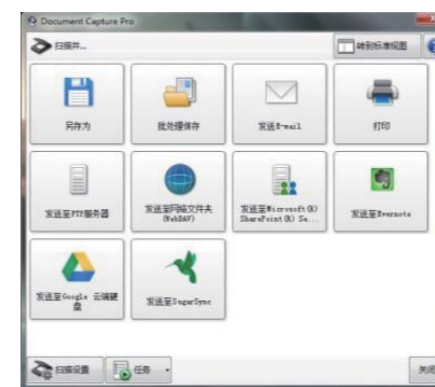 Document Capture Pro
扫描并...
转到标准视图
另存为
批处理保存
发送E-mail
打印
发送至FTP服务器
发送至网络文件夹
(WebDAV)
发送至Microsoft(R)
SharePoint(R) Se...
发送至Evernote
发送至Google 云端硬
盘
发送至SugarSync
扫描设置
任务
关闭